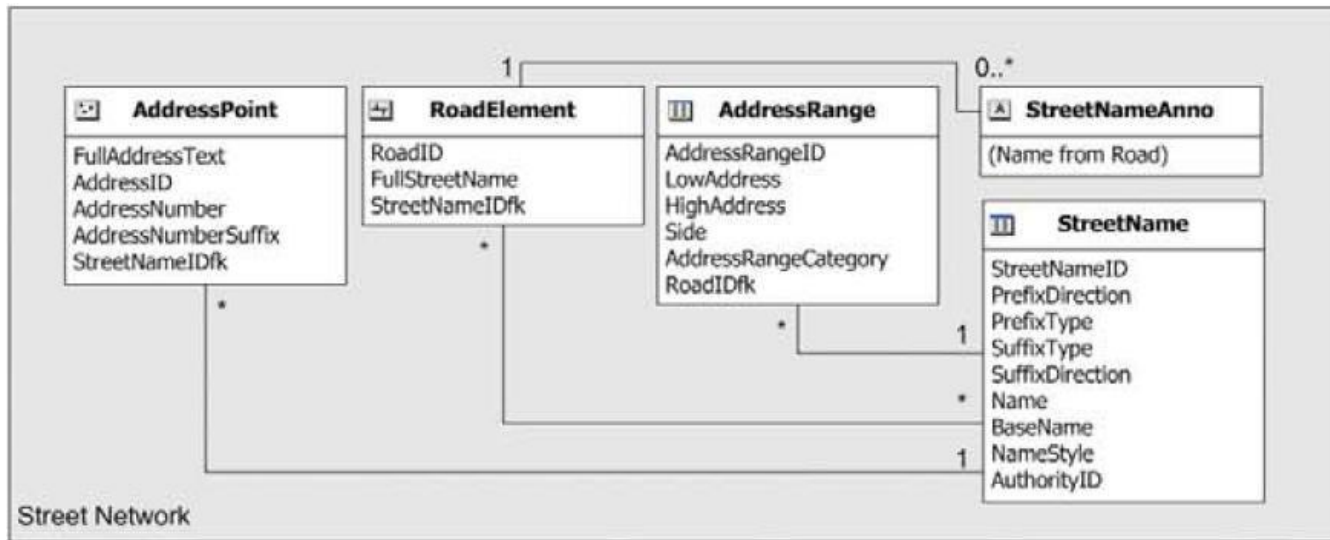 1
0..*
AddressPoint
FullAddressText
AddressID
AddressNumber
AddressNumberSuffix
StreetNameIDfk
*
RoadElement
RoadID
FullStreetName
StreetNameIDfk
*
AddressRange
AddressRangeID
LowAddress
HighAddress
Side
AddressRangeCategory
RoadIDfk
*
A StreetNameAnno
(Name from Road)
StreetName
StreetNameID
PrefixDirection
PrefixType
SuffixType
SuffixDirection
Name
BaseName
NameStyle
AuthorityID
1
*
1
Street Network